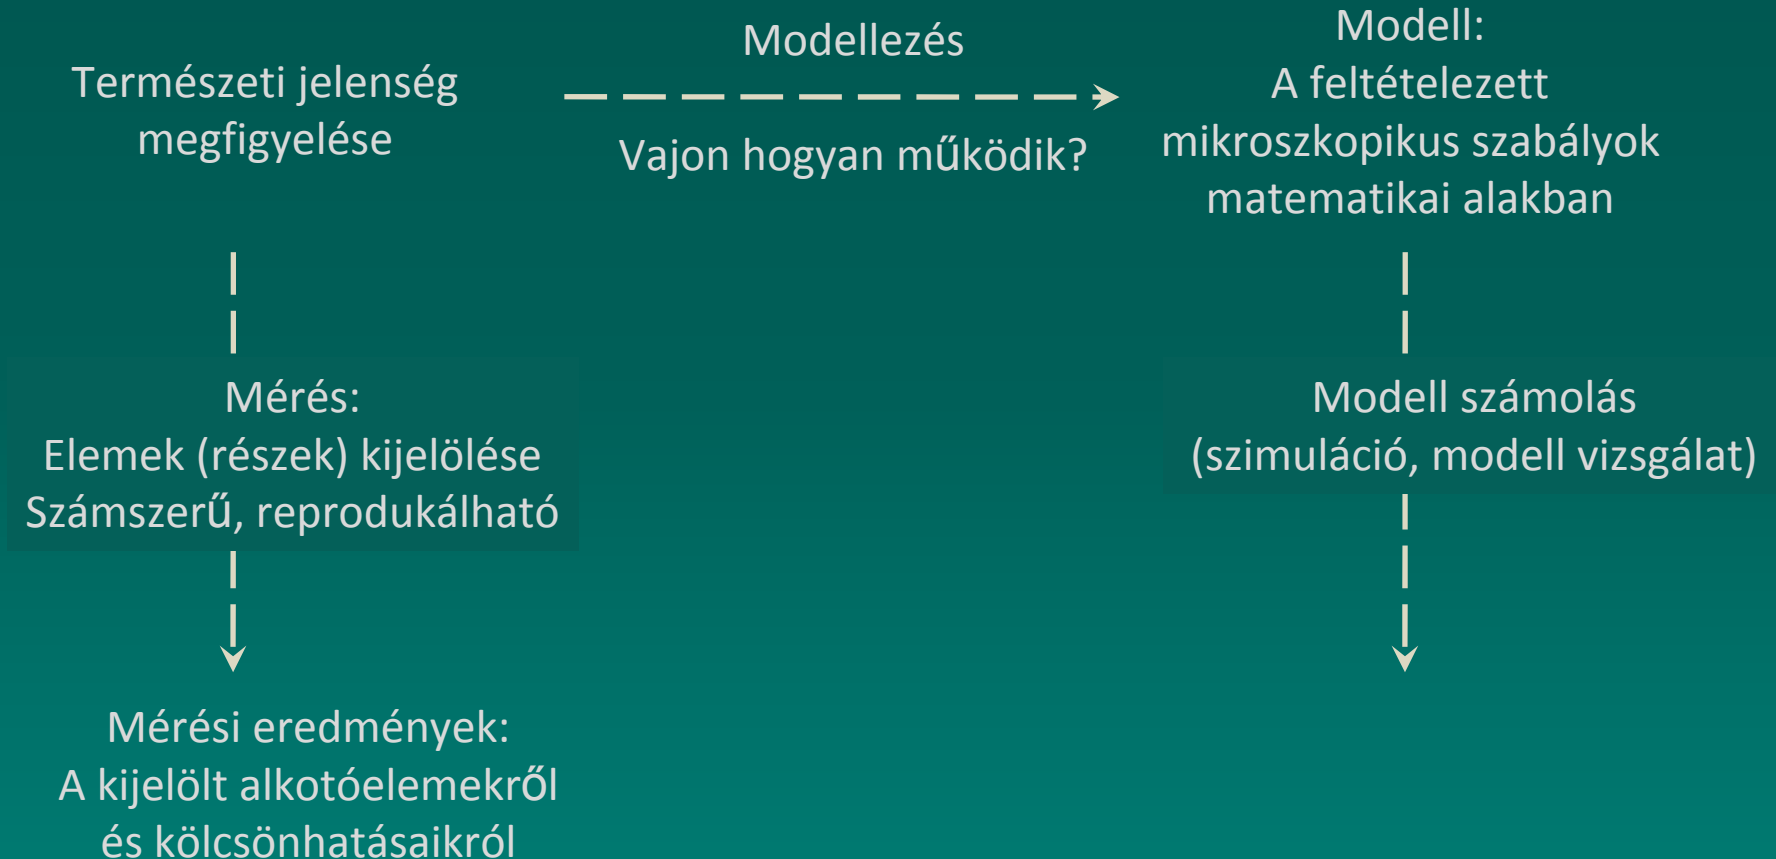 Természeti jelenség
megfigyelése
Modellezés
Vajon hogyan működik?
Modell:
A feltételezett
mikroszkopikus szabályok
matematikai alakban
Mérés:
Elemek (részek) kijelölése
Számszerű, reprodukálható
Modell számolás
(szimuláció, modell vizsgálat)
Mérési eredmények:
A kijelölt alkotóelemekről
és kölcsönhatásaikról